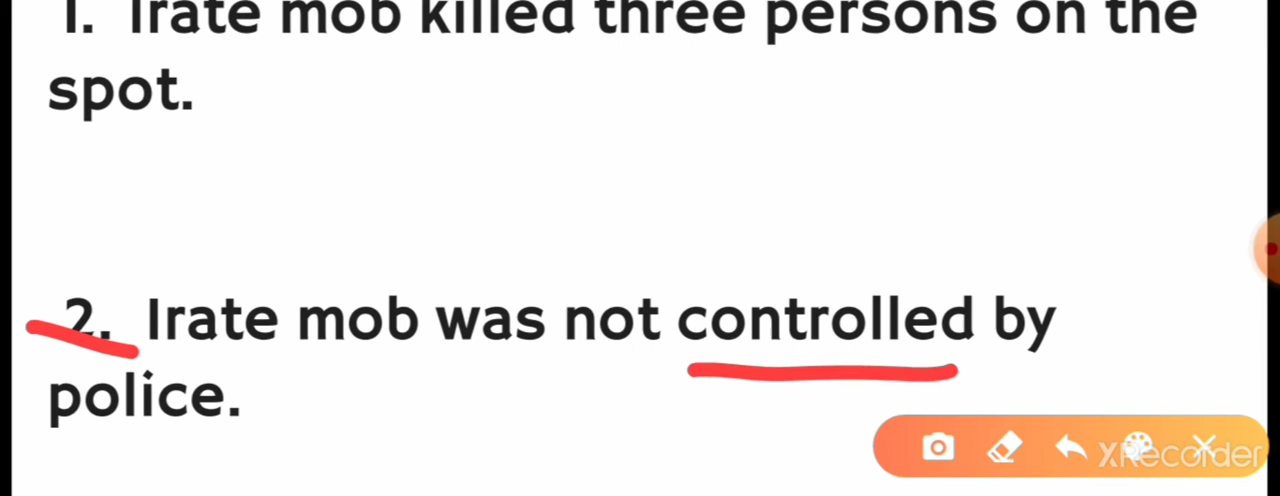 1. Irate mob killed three persons on the
spot.
2. Irate mob was not controlled by
police.
XRecorder